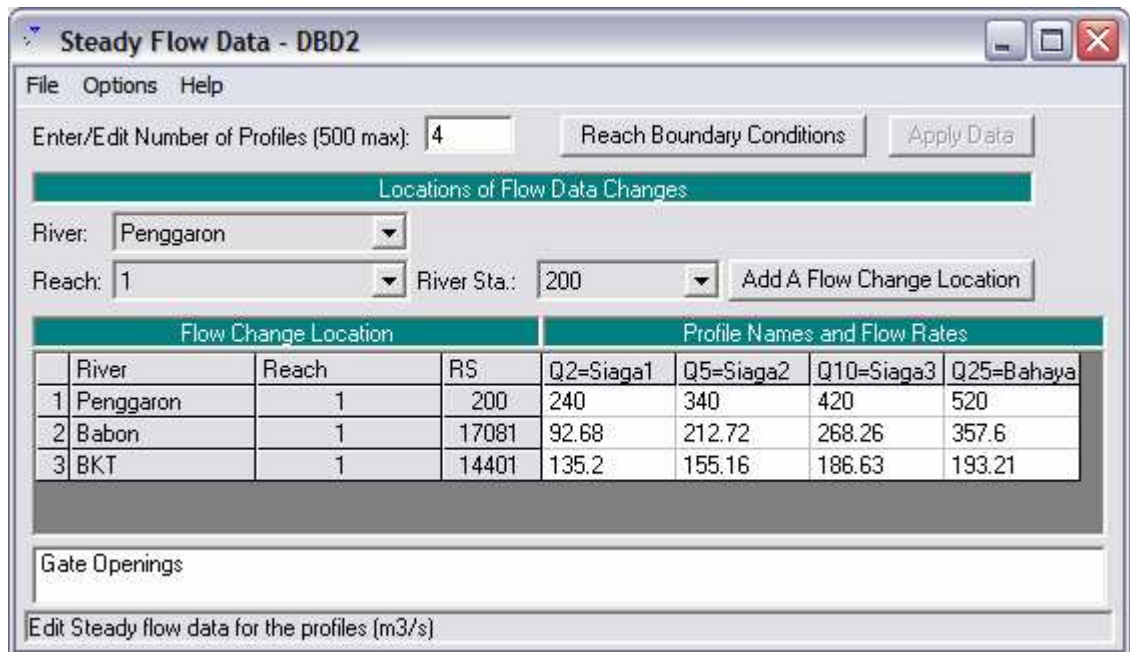 Steady Flow Data - DBD2
File Options Help
Enter/Edit Number of Profiles (500 max): 4 Reach Boundary Conditions Apply Data
Locations of Flow Data Changes
River: Penggaron
Reach: 1 River Sta.: 200 Add A Flow Change Location
Flow Change Location Profile Names and Flow Rates
River Reach RS Q2=Siaga1 Q5=Siaga2 Q10=Siaga3 Q25=Bahaya
1 Penggaron 1 200 240 340 420 520
2 Babon 1 17081 92.68 212.72 268.26 357.6
3 BKT 1 14401 135.2 155.16 186.63 193.21
Gate Openings
Edit Steady flow data for the profiles (m3/s)